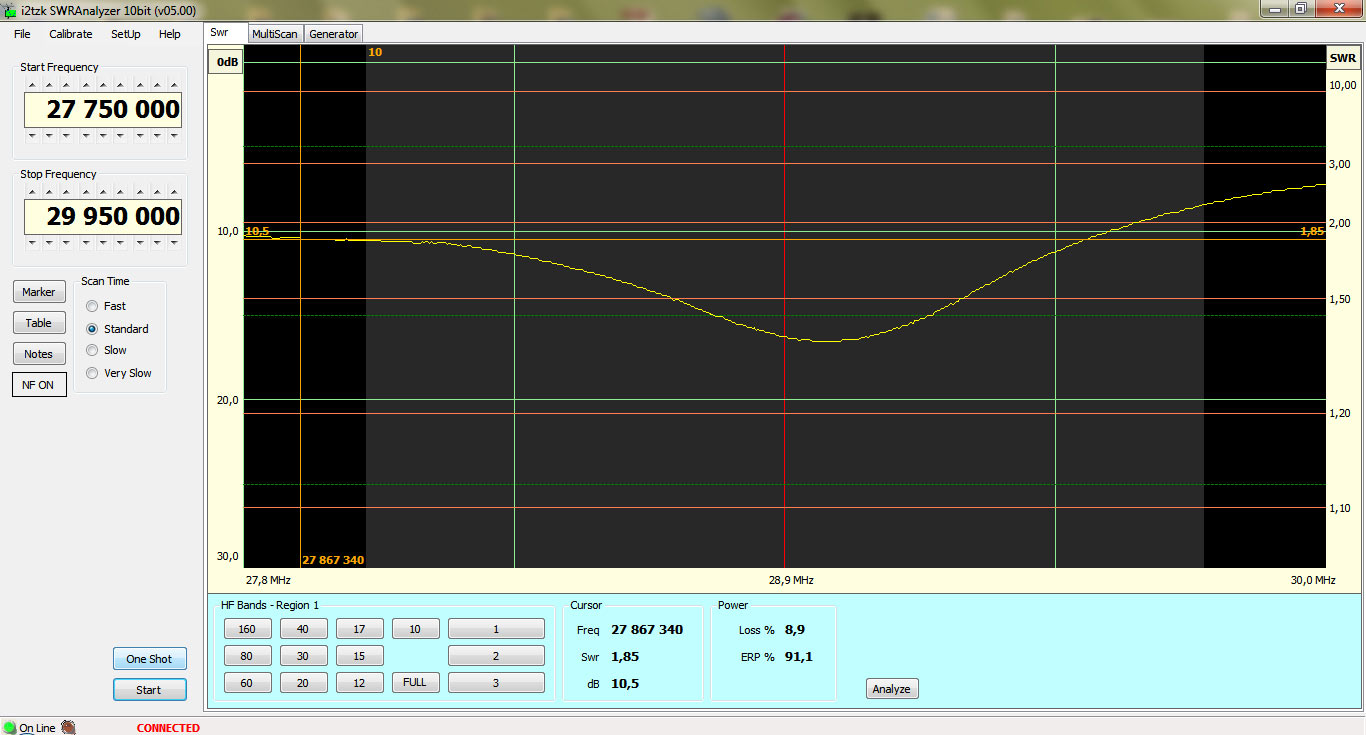 i2tzk SWRAnalyzer 10bit (v05.00)
File Calibrate SetUp Help
Swr MultiScan Generator
Start Frequency
27 750 000
Stop Frequency
29 950 000
Marker
Table
Notes
NF ON
Scan Time
Fast
Standard
Slow
Very Slow
One Shot
Start
10
0dB
10,0
20,0
30,0
10,5
1,85
27 867 340
SWR
10,00
3,00
2,00
1,50
1,20
1,10
27,8 MHz 28,9 MHz 30,0 MHz
HF Bands - Region 1
160 40 17 10 1
80 30 15 2
60 20 12 FULL 3
Cursor
Freq 27 867 340
Swr 1,85
dB 10,5
Power
Loss % 8,9
ERP % 91,1
Analyze
On Line CONNECTED